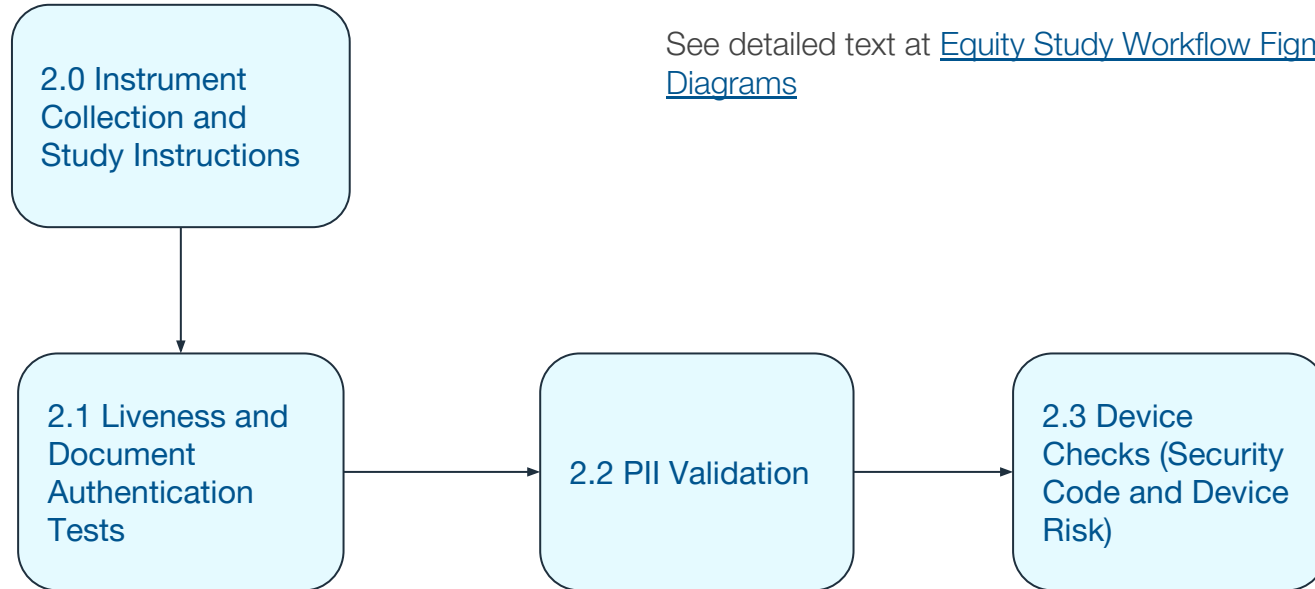 See detailed text at Equity Study Workflow
Diagrams
2.0 Instrument
Collection and
Study Instructions
2.1 Liveness and
Document
Authentication
Tests
2.2 PII Validation
2.3 Device
Checks (Security
Code and Device
Risk)